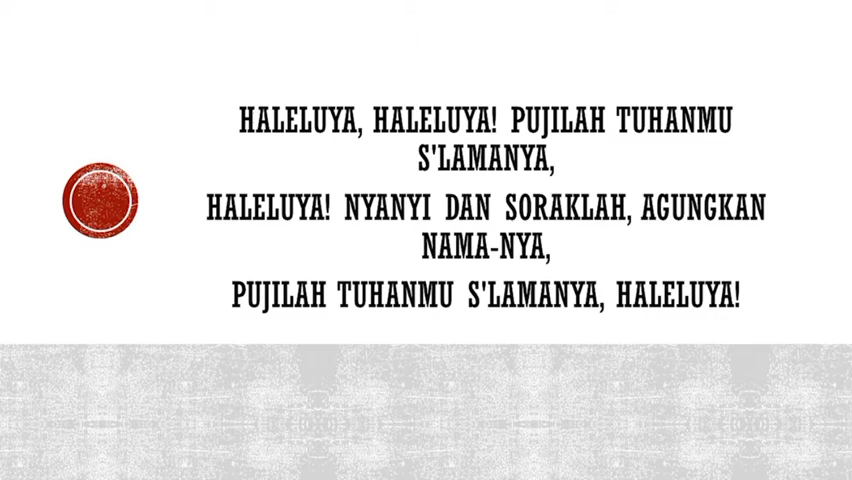 HALELUYA, HALELUYA! PUJILAH TUHANMU
S'LAMANYA,
HALELUYA! NYANYI DAN SORAKLAH, AGUNGKAN
NAMA-NYA,
PUJILAH TUHANMU S'LAMANYA, HALELUYA!